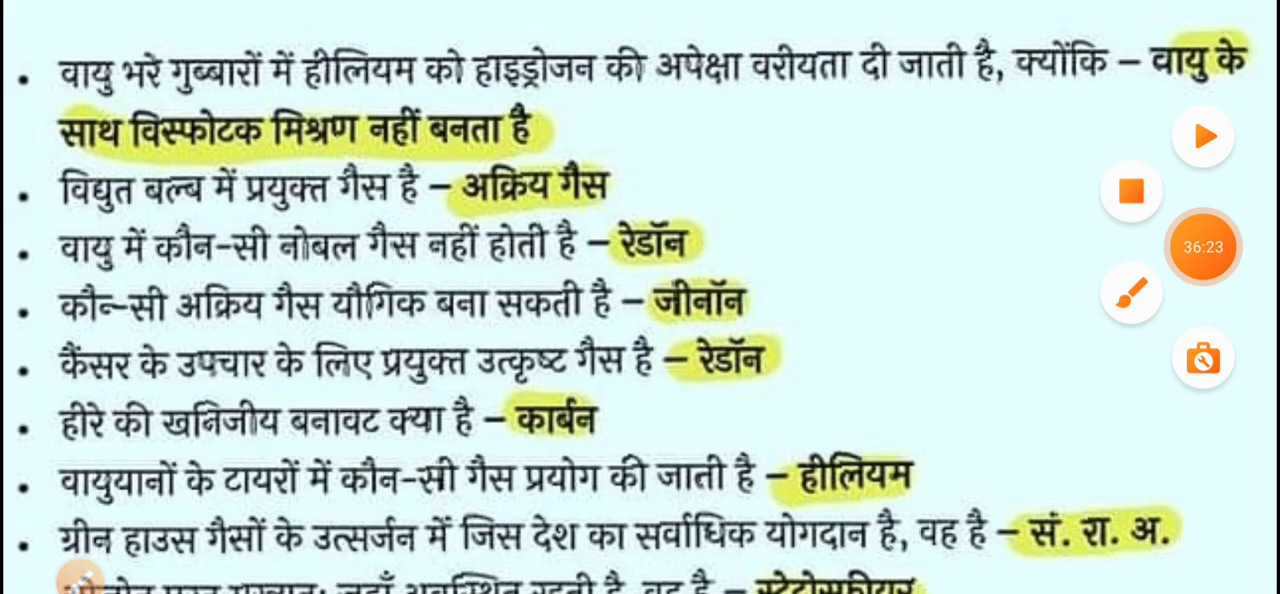 • वायु भरे गुब्बारों में हीलियम को हाइड्रोजन की अपेक्षा वरीयता दी जाती है, क्योंकि – वायु के
साथ विस्फोटक मिश्रण नहीं बनता है
• विद्युत बल्ब में प्रयुक्त गैस है – अक्रिय गैस
• वायु में कौन-सी नोबल गैस नहीं होती है – रेडॉन
• कौन-सी अक्रिय गैस यौगिक बना सकती है – जीनॉन
• कैंसर के उपचार के लिए प्रयुक्त उत्कृष्ट गैस है – रेडॉन
• हीरे की खनिजीय बनावट क्या है – कार्बन
• वायुयानों के टायरों में कौन-सी गैस प्रयोग की जाती है – हीलियम
• ग्रीन हाउस गैसों के उत्सर्जन में जिस देश का सर्वाधिक योगदान है, वह है – सं. रा. अ.
36:23